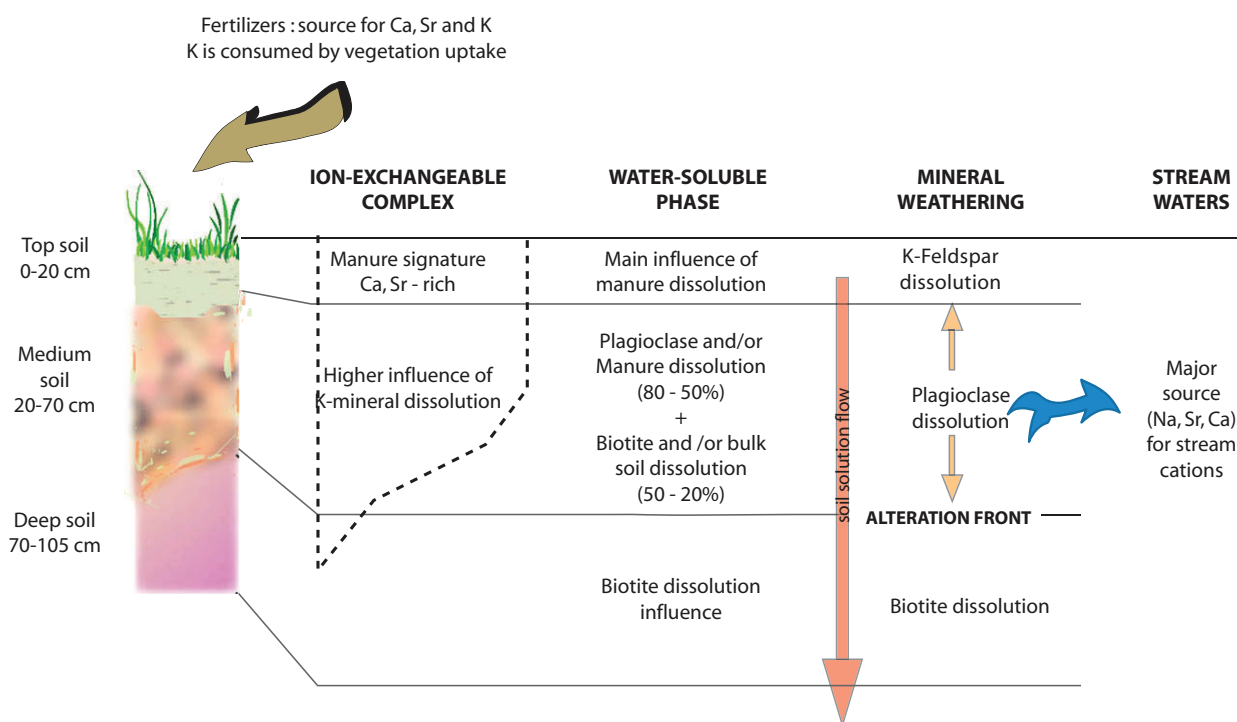 Fertilizers : source for Ca, Sr and K
K is consumed by vegetation uptake
ION-EXCHANGEABLE
COMPLEX
WATER-SOLUBLE
PHASE
MINERAL
WEATHERING
STREAM
WATERS
Top soil
0-20 cm
Manure signature
Ca, Sr - rich
Main influence of
manure dissolution
K-Feldspar
dissolution
Medium
soil
20-70 cm
Higher influence of
K-mineral dissolution
Plagioclase and/or
Manure dissolution
(80 - 50%)
+
Biotite and /or bulk
soil dissolution
(50 - 20%)
soil solution flow
Plagioclase
dissolution
Major
source
(Na, Sr, Ca)
for stream
cations
ALTERATION FRONT
Deep soil
70-105 cm
Biotite dissolution
influence
Biotite dissolution